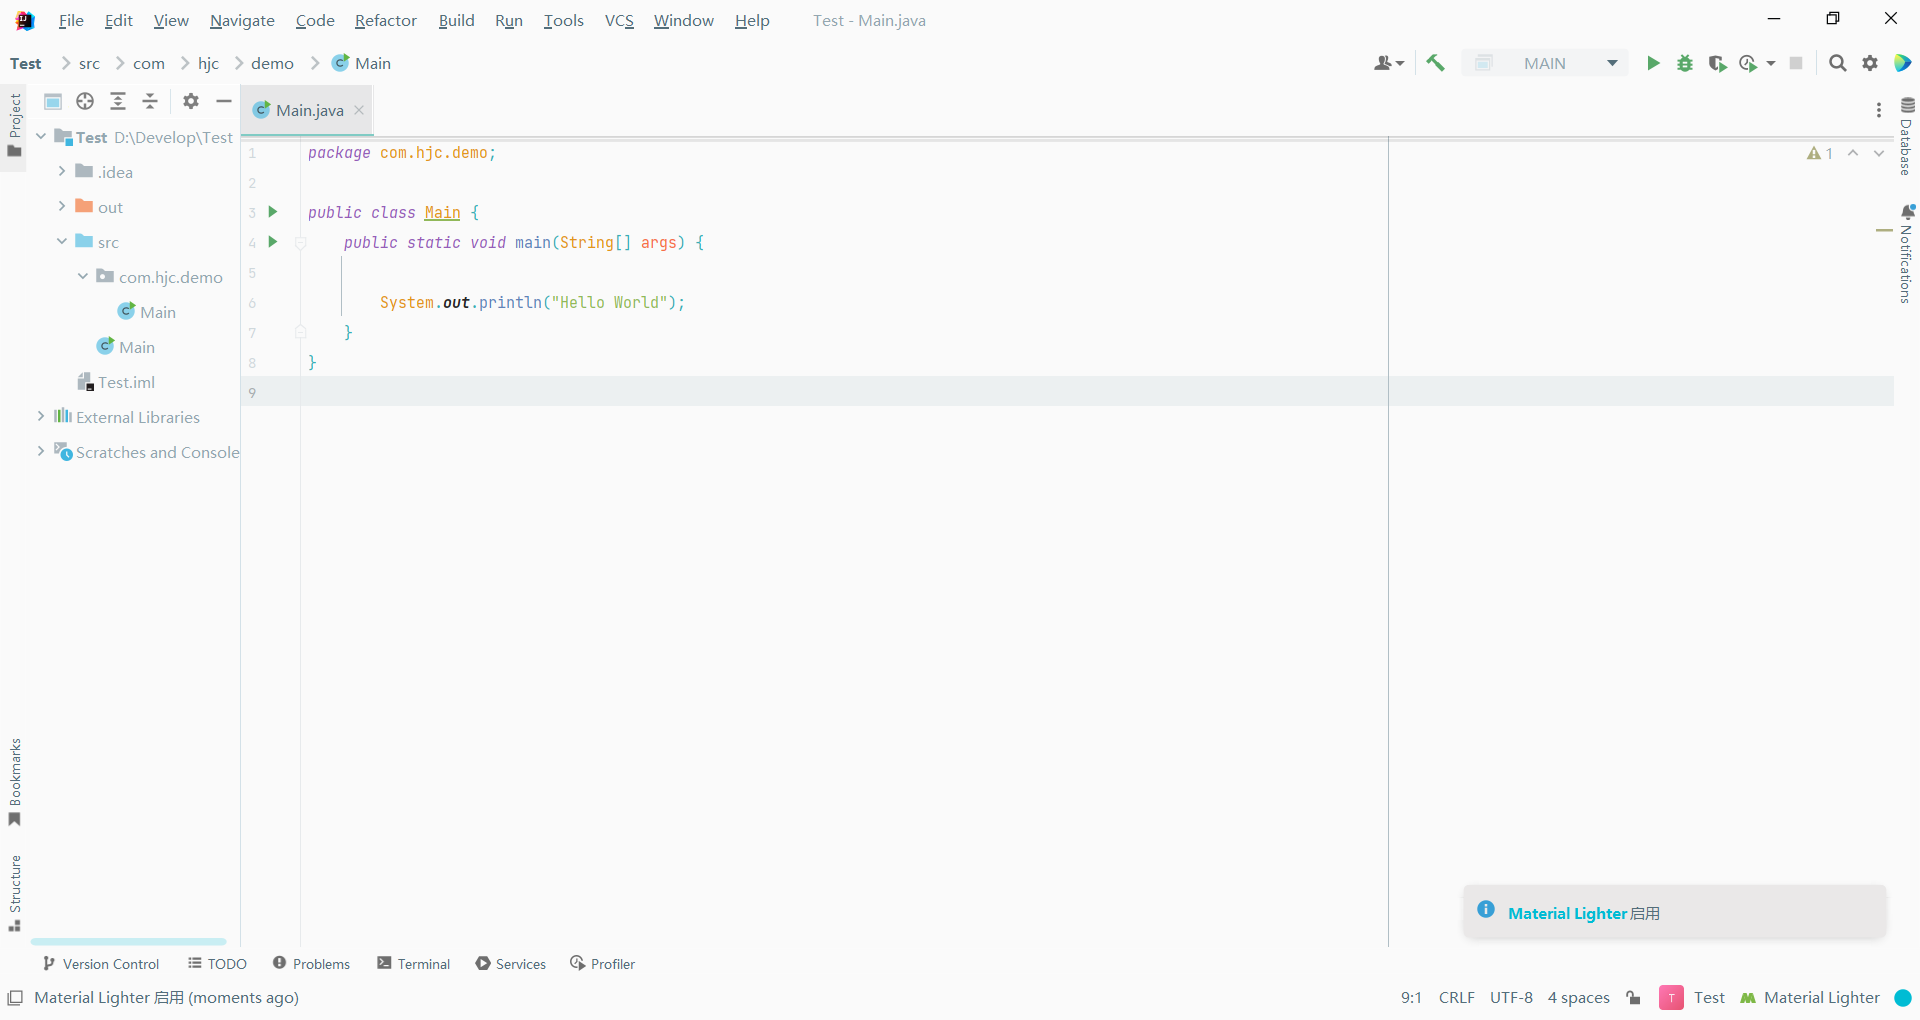 File Edit View Navigate Code Refactor Build Run Tools VCS Window Help Test - Main.java
Test src com hjc demo Main
MAIN
Project
Main.java
Test D:\Develop\Test
.idea
out
src
com.hjc.demo
Main
Main
Test.iml
External Libraries
Scratches and Console
1 package com.hjc.demo;
2
3 public class Main {
4 public static void main(String[] args) {
5
6 System.out.println("Hello World");
7 }
8 }
9
1
Database
Notifications
Bookmarks
Structure
Material Lighter 启用
Version Control TODO Problems Terminal Services Profiler
Material Lighter 启用 (moments ago)
9:1 CRLF UTF-8 4 spaces T Test Material Lighter